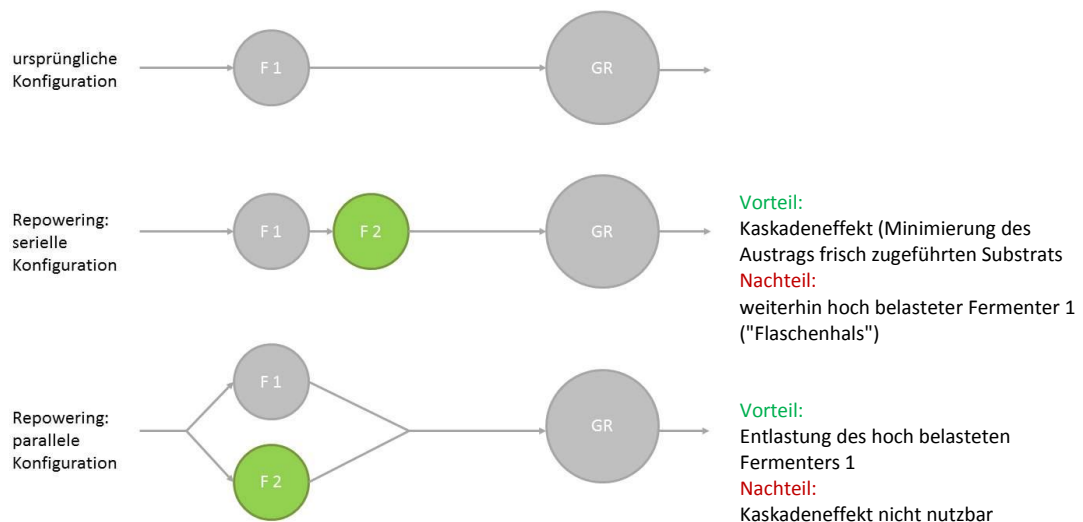 ursprüngliche
Konfiguration
F 1
GR
Repowering:
serielle
Konfiguration
F 1
F 2
GR
Vorteil:
Kaskadeneffekt (Minimierung des
Austrags frisch zugeführten Substrats
Nachteil:
weiterhin hoch belasteter Fermenter 1
("Flaschenhals")
Repowering:
parallele
Konfiguration
F 1
F 2
GR
Vorteil:
Entlastung des hoch belasteten
Fermenters 1
Nachteil:
Kaskadeneffekt nicht nutzbar